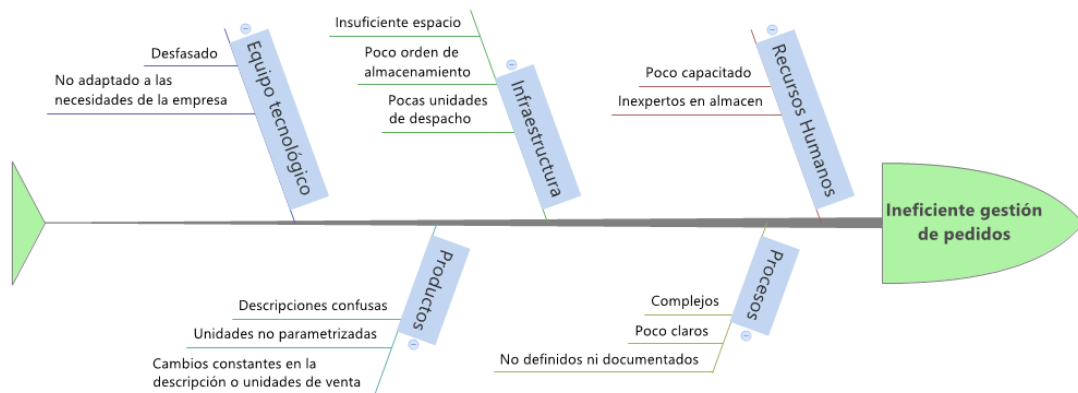 Equipo tecnológico
Desfasado
No adaptado a las
necesidades de la empresa
Infraestructura
Insuficiente espacio
Poco orden de
almacenamiento
Pocas unidades
de despacho
Recursos Humanos
Poco capacitado
Inexpertos en almacen
Ineficiente gestión
de pedidos
Productos
Descripciones confusas
Unidades no parametrizadas
Cambios constantes en la
descripción o unidades de venta
Procesos
Complejos
Poco claros
No definidos ni documentados